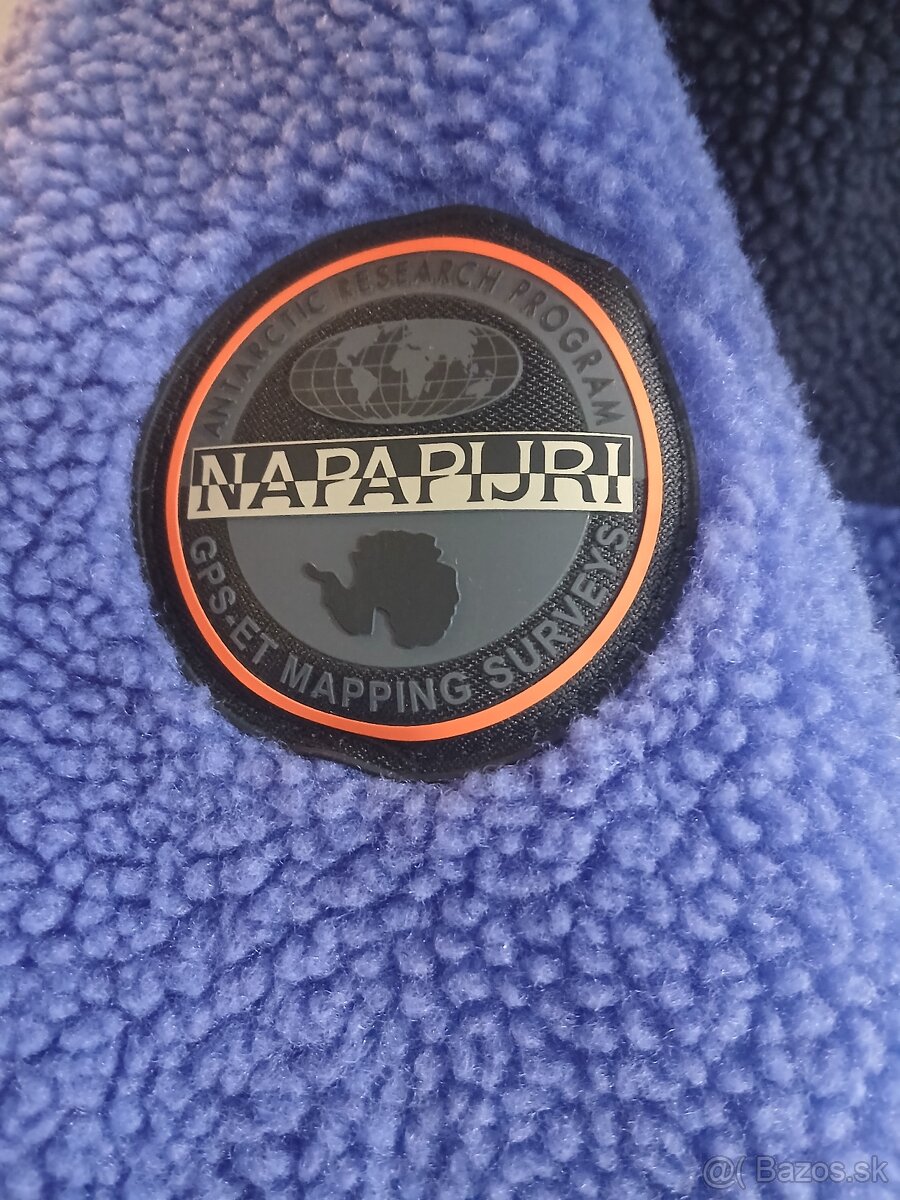 ANTARCTIC RESEARCH PROGRAM
NAPAPIJRI
GPS.ET MAPPING SURVEYS
@( Bazos.sk